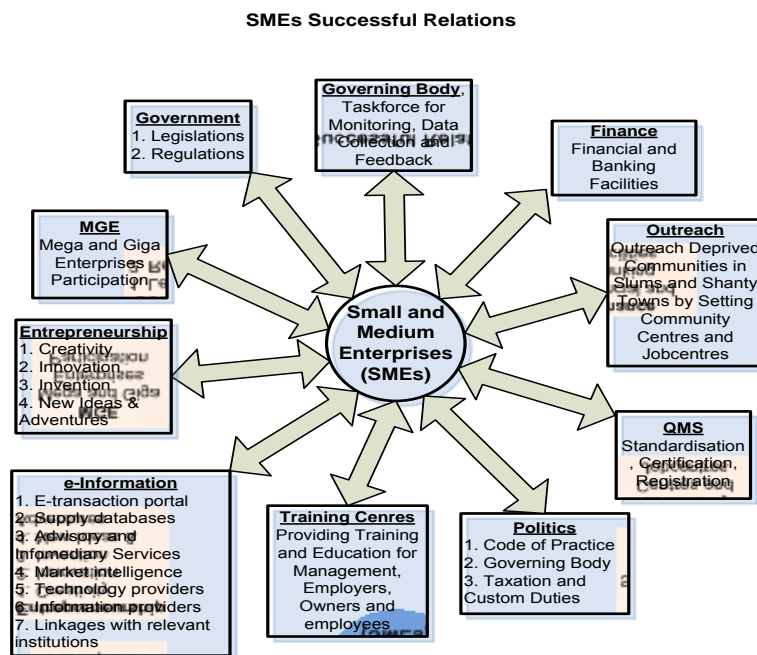 SMEs Successful Relations
Governing Body,
Taskforce for
Monitoring, Data
Collection and
Feedback
Government
1. Legislations
2. Regulations
Finance
Financial and
Banking
Facilities
MGE
Mega and Giga
Enterprises
Participation
Outreach
Outreach Deprived
Communities in
Slums and Shanty
Towns by Setting
Community
Centres and
Jobcentres
Small and
Medium
Enterprises
(SMEs)
Entrepreneurship
1. Creativity
2. Innovation
3. Invention
4. New Ideas &
Adventures
QMS
Standardisation
, Certification,
Registration
e-Information
1. E-transaction portal
2. Supply databases
3. Advisory and
Infomediary Services
4. Market intelligence
5. Technology providers
6. Information providers
7. Linkages with relevant
institutions
Training Cenres
Providing Training
and Education for
Management,
Employers,
Owners and
employees
Politics
1. Code of Practice
2. Governing Body
3. Taxation and
Custom Duties